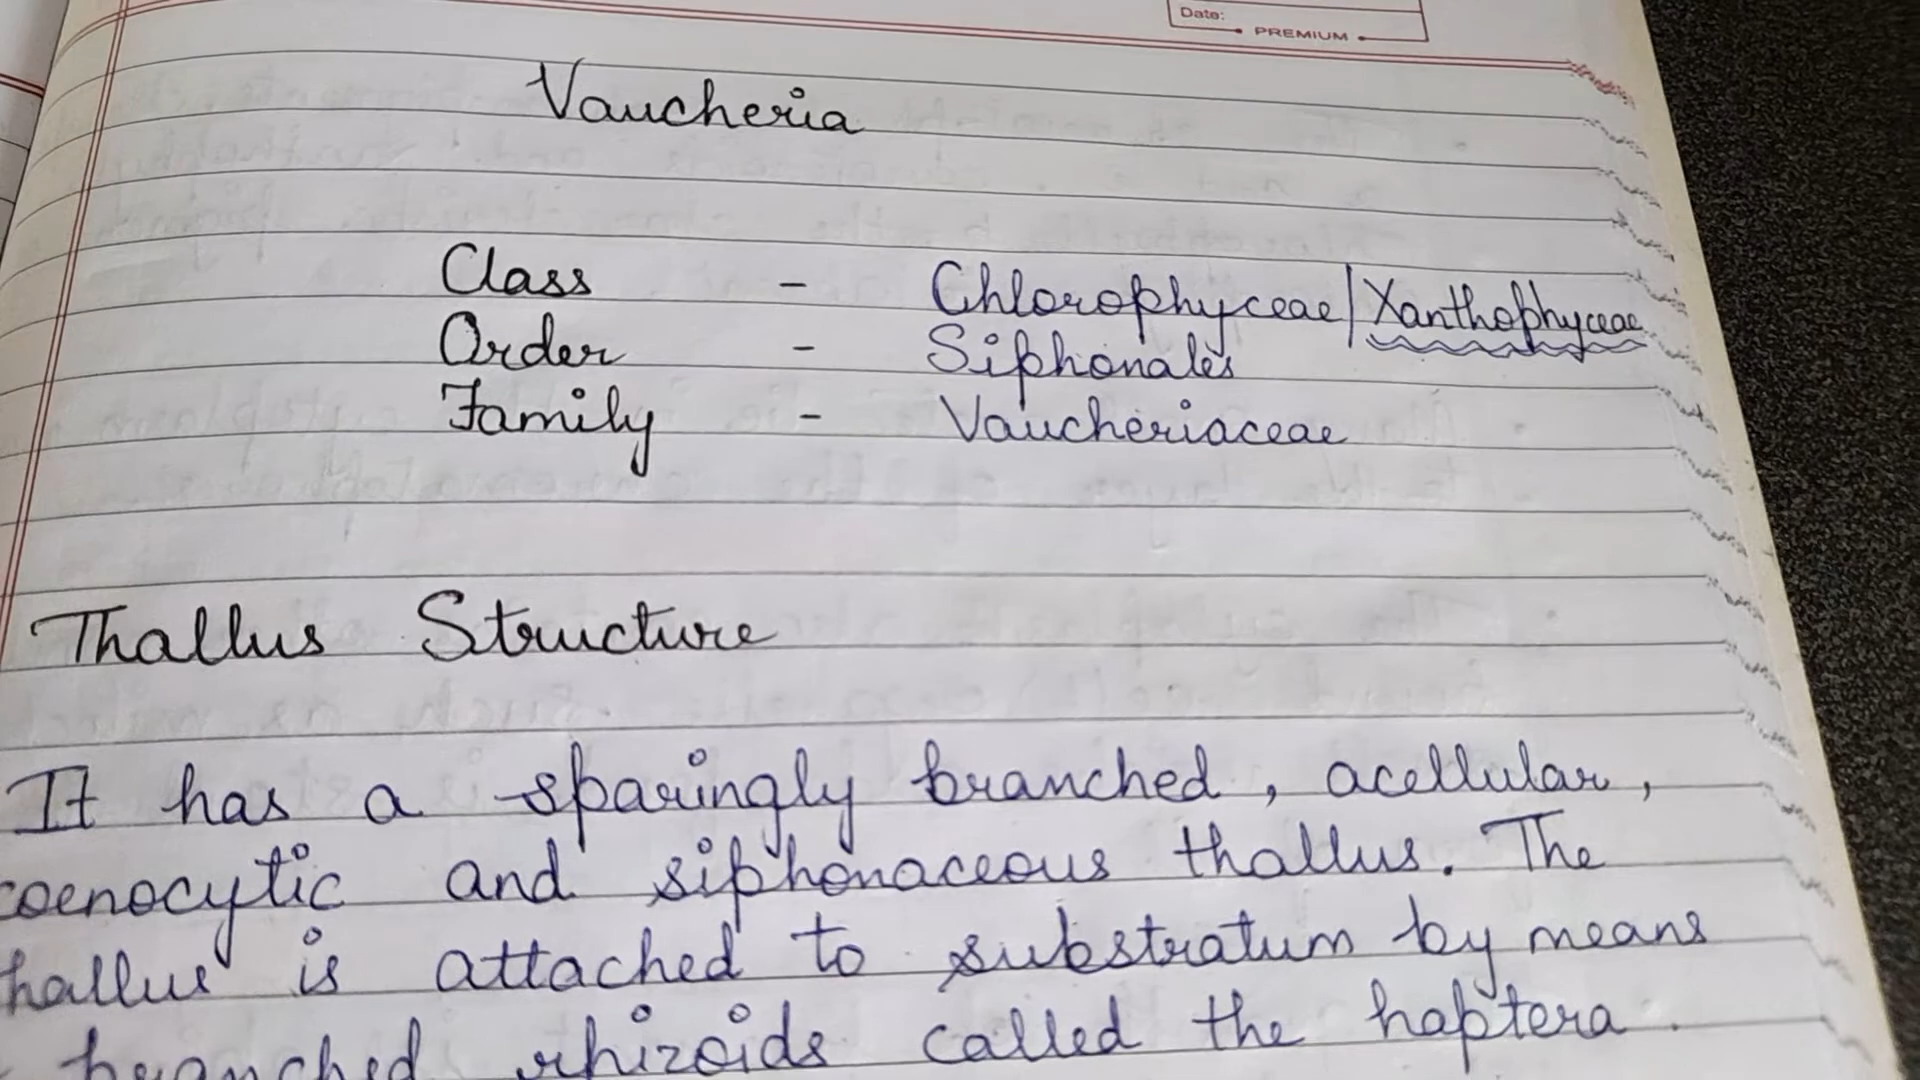 Date:
PREMIUM
Vaucheria
Class - Chlorophyceae/Xanthophyceae
Order - Siphonales
Family - Vaucheriaceae
Thallus Structure
It has a sparingly branched, acellular,
coenocytic and siphonaceous thallus. The
hallus is attached to substratum by means
branched rhizoids called the haptera.